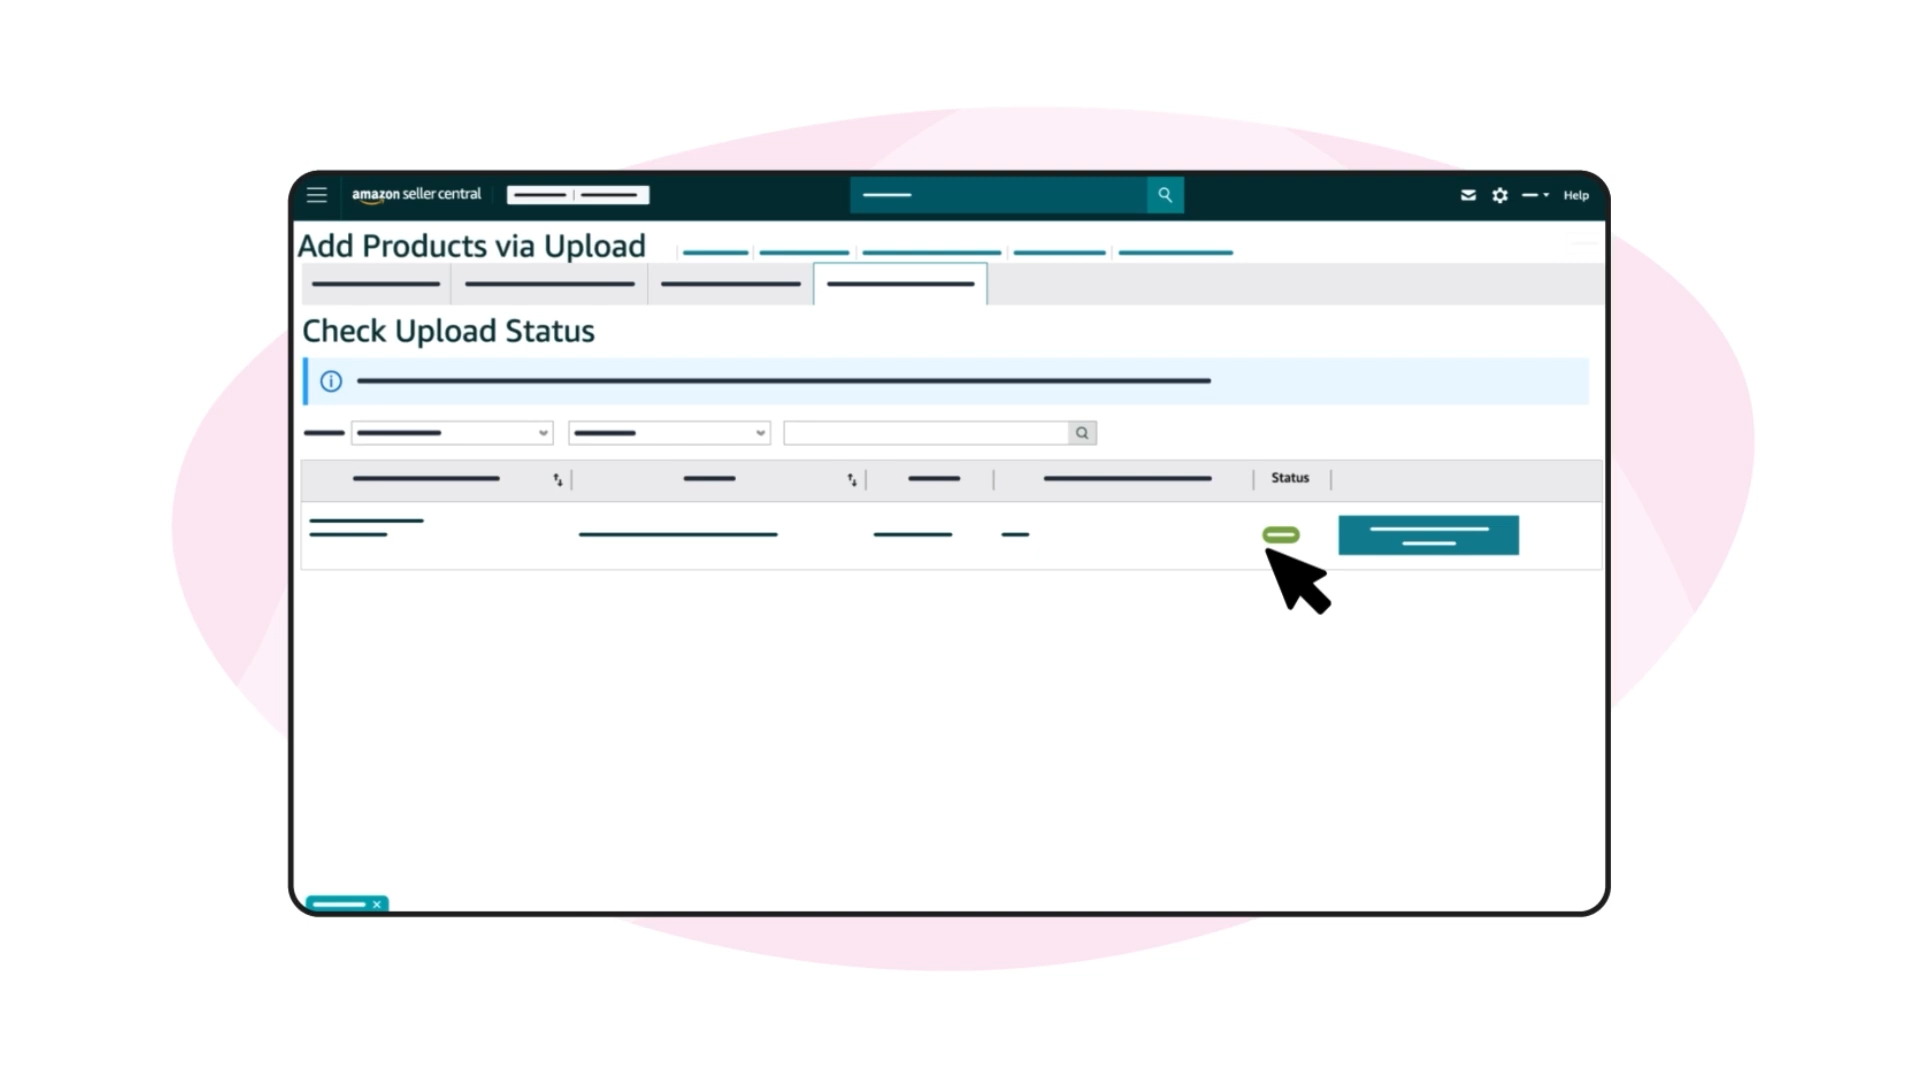 amazon seller central
Help
Add Products via Upload
Check Upload Status
Status